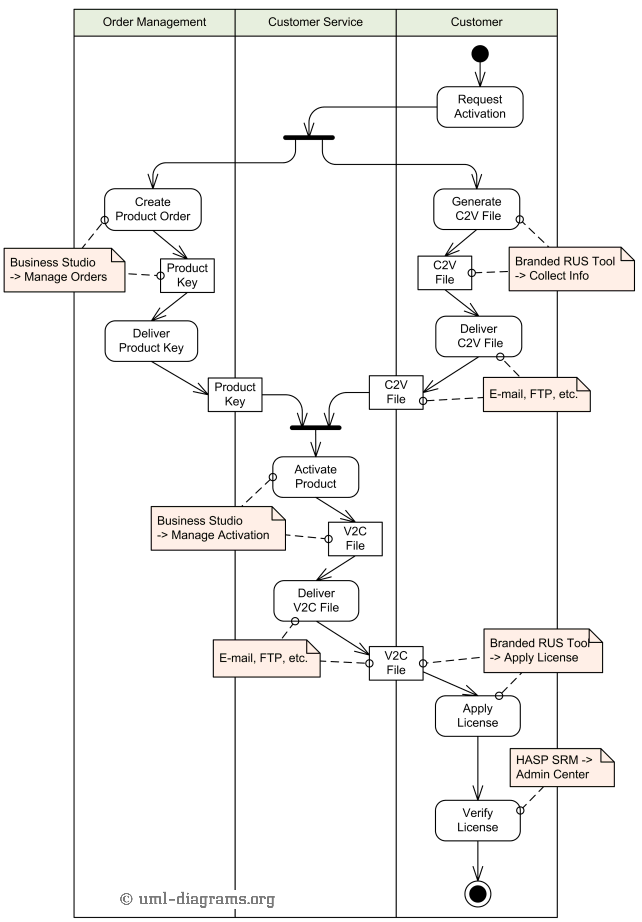 Order Management
Customer Service
Customer
Request
Activation
Create
Product Order
Generate
C2V File
Business Studio
-> Manage Orders
Product
Key
C2V
File
Branded RUS Tool
-> Collect Info
Deliver
Product Key
Deliver
C2V File
Product
Key
C2V
File
E-mail, FTP, etc.
Activate
Product
Business Studio
-> Manage Activation
V2C
File
Deliver
V2C File
E-mail, FTP, etc.
V2C
File
Branded RUS Tool
-> Apply License
Apply
License
HASP SRM ->
Admin Center
Verify
License
© uml-diagrams.org